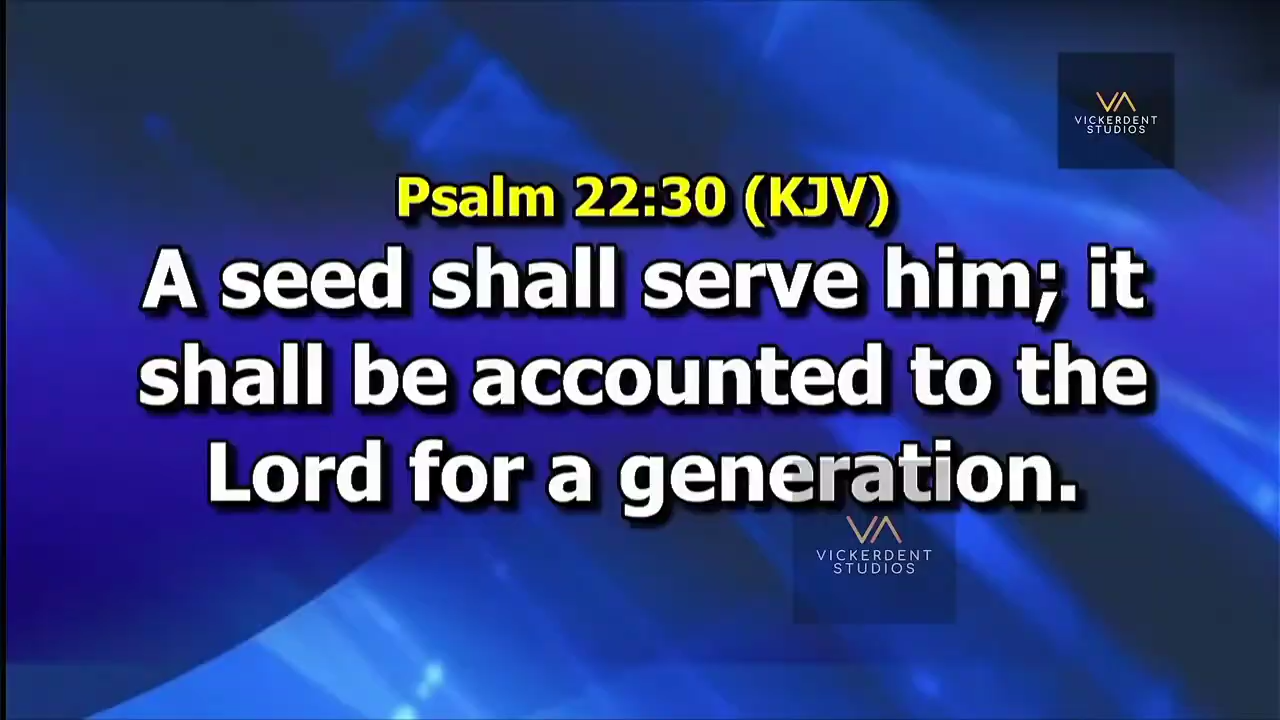 VA
VICKERDENT
STUDIOS
Psalm 22:30 (KJV)
A seed shall serve him; it
shall be accounted to the
Lord for a generation.
VA
VICKERDENT
STUDIOS